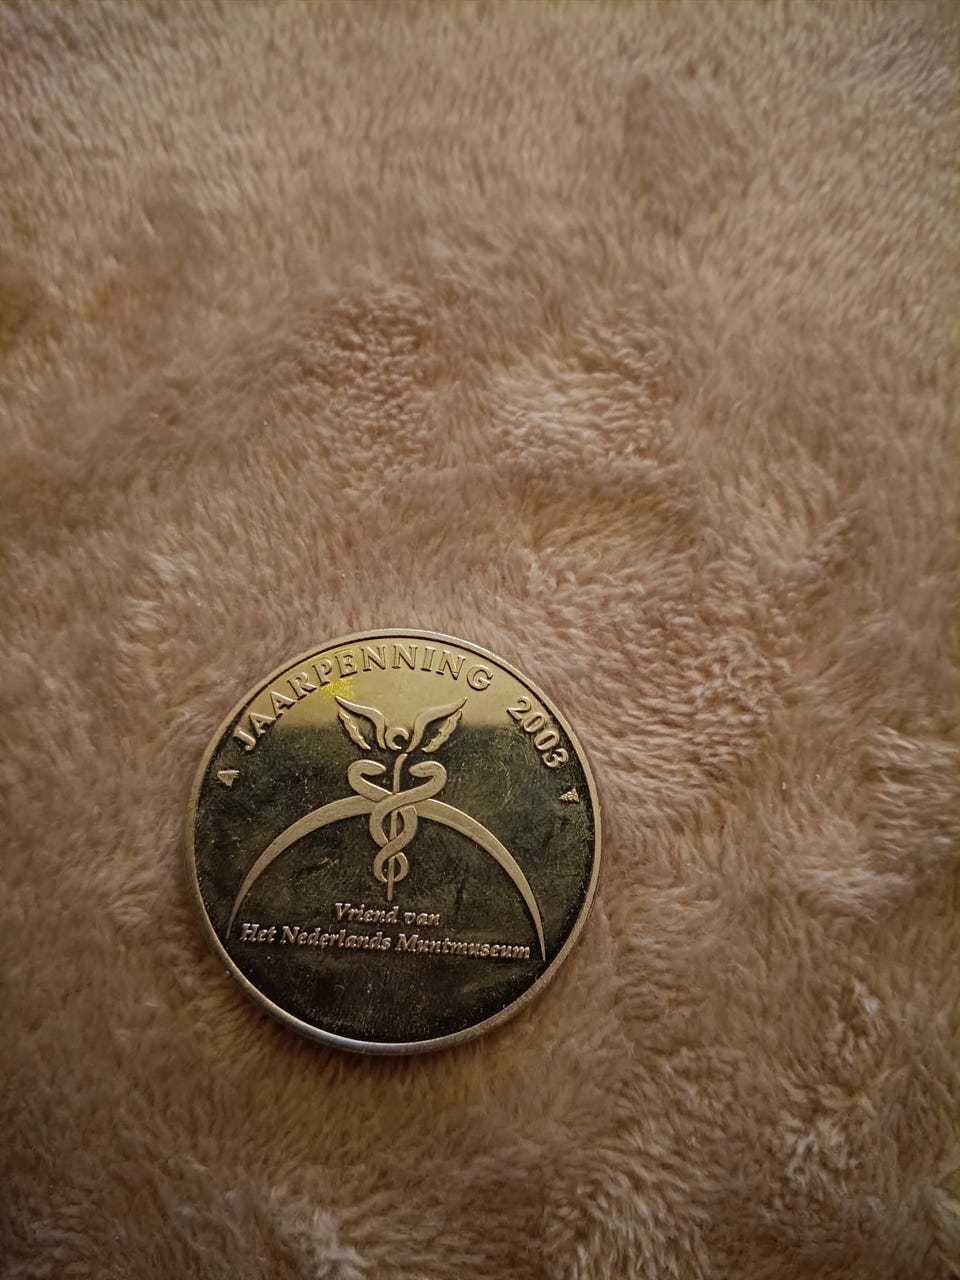 JAARPENNING 2003
Vriend van
Het Nederlands Muntmuseum